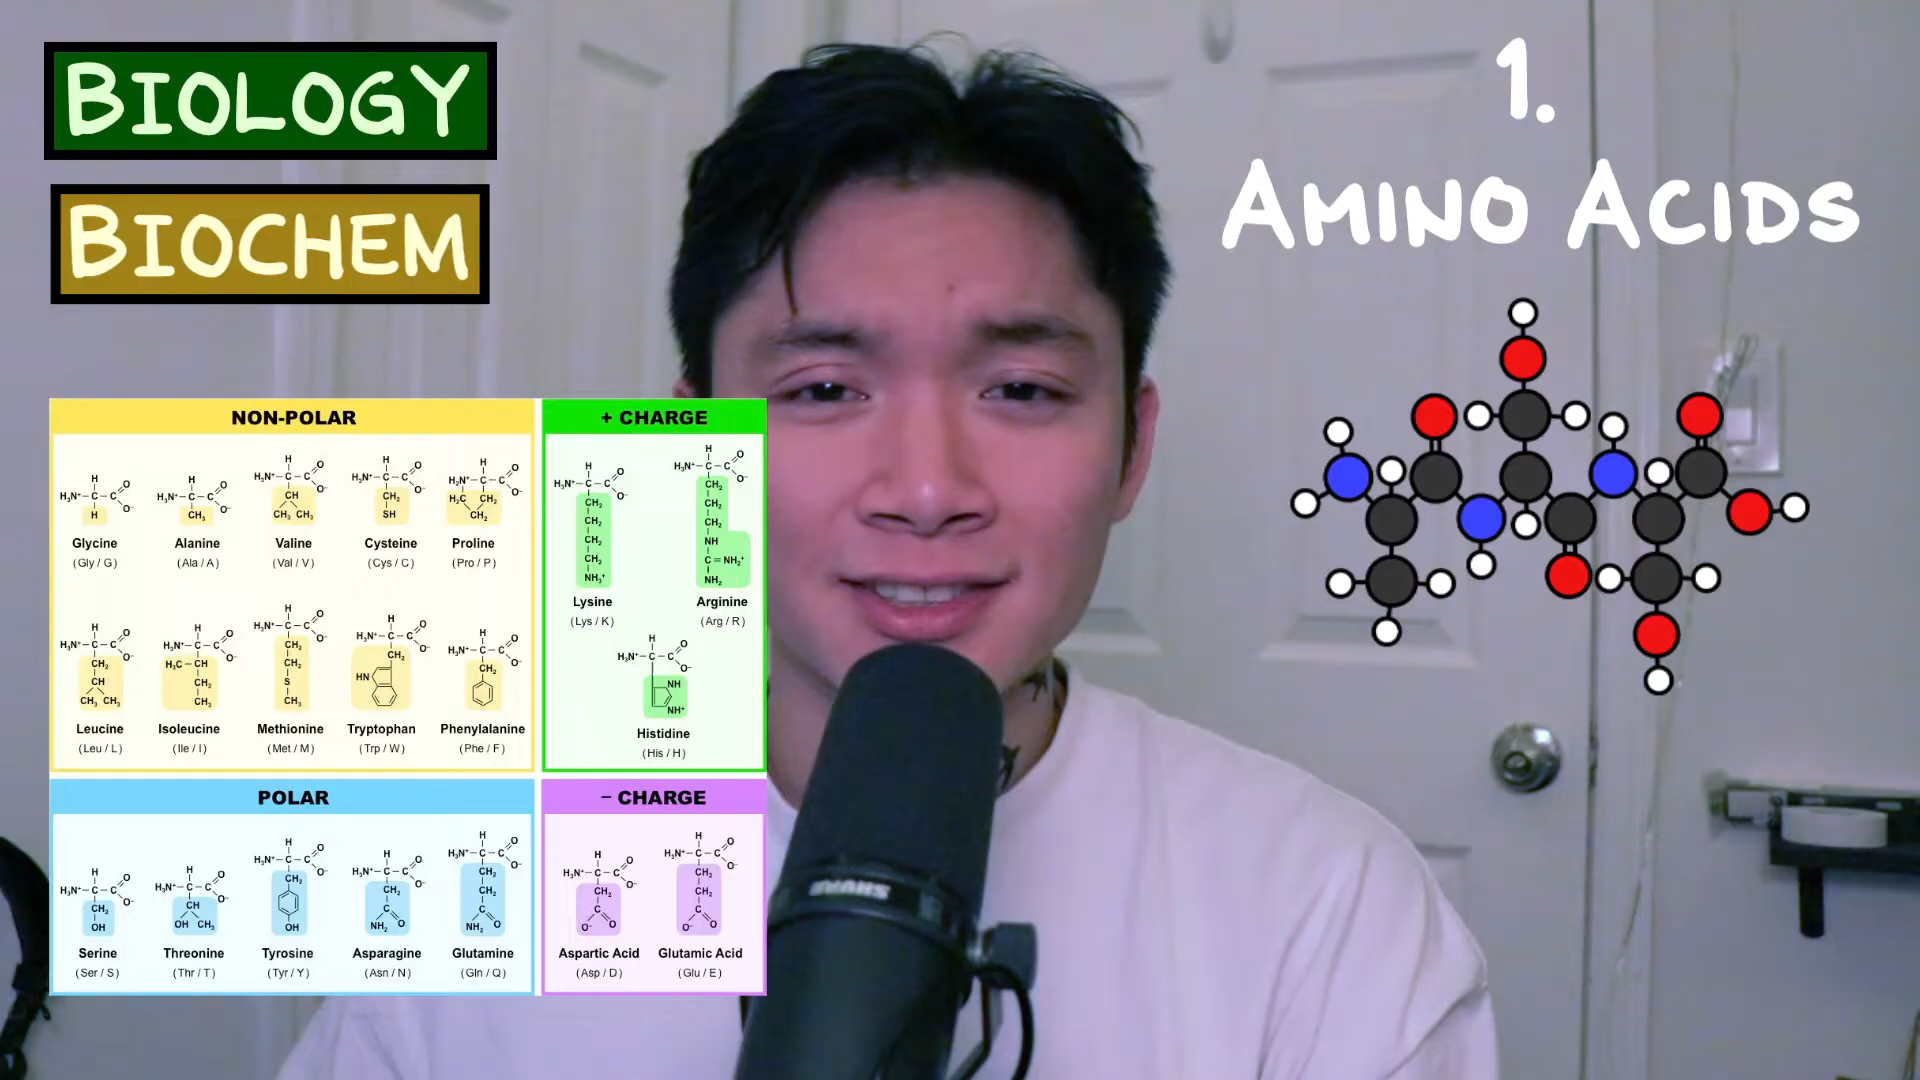 BIOLOGY
BIOCHEM
1.
AMINO ACIDS
NON-POLAR
Glycine
(Gly / G)
Alanine
(Ala / A)
Valine
(Val / V)
Cysteine
(Cys / C)
Proline
(Pro / P)
Leucine
(Leu / L)
Isoleucine
(Ile / I)
Methionine
(Met / M)
Tryptophan
(Trp / W)
Phenylalanine
(Phe / F)
+ CHARGE
Lysine
(Lys / K)
Arginine
(Arg / R)
Histidine
(His / H)
POLAR
Serine
(Ser / S)
Threonine
(Thr / T)
Tyrosine
(Tyr / Y)
Asparagine
(Asn / N)
Glutamine
(Gln / Q)
− CHARGE
Aspartic Acid
(Asp / D)
Glutamic Acid
(Glu / E)